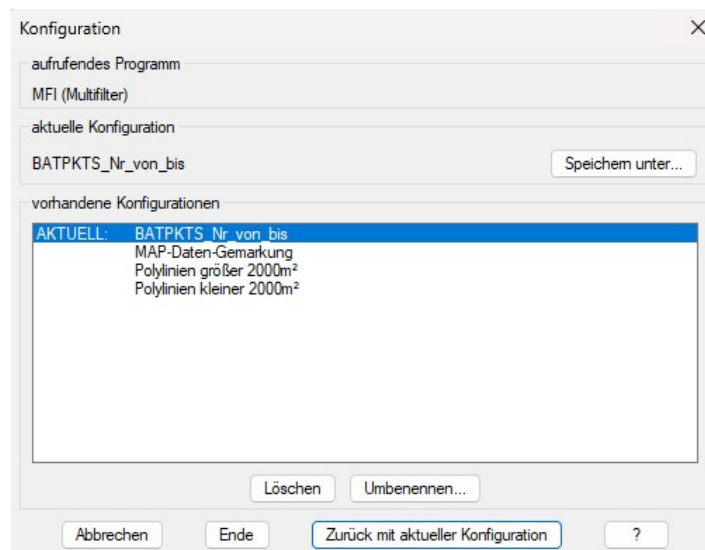 Konfiguration
aufrufendes Programm
MFI (Multifilter)
aktuelle Konfiguration
BATPKTS_Nr_von_bis
Speichern unter...
vorhandene Konfigurationen
AKTUELL: BATPKTS_Nr_von_bis
MAP-Daten-Gemarkung
Polylinien größer 2000m²
Polylinien kleiner 2000m²
Löschen Umbenennen...
Abbrechen Ende Zurück mit aktueller Konfiguration ?